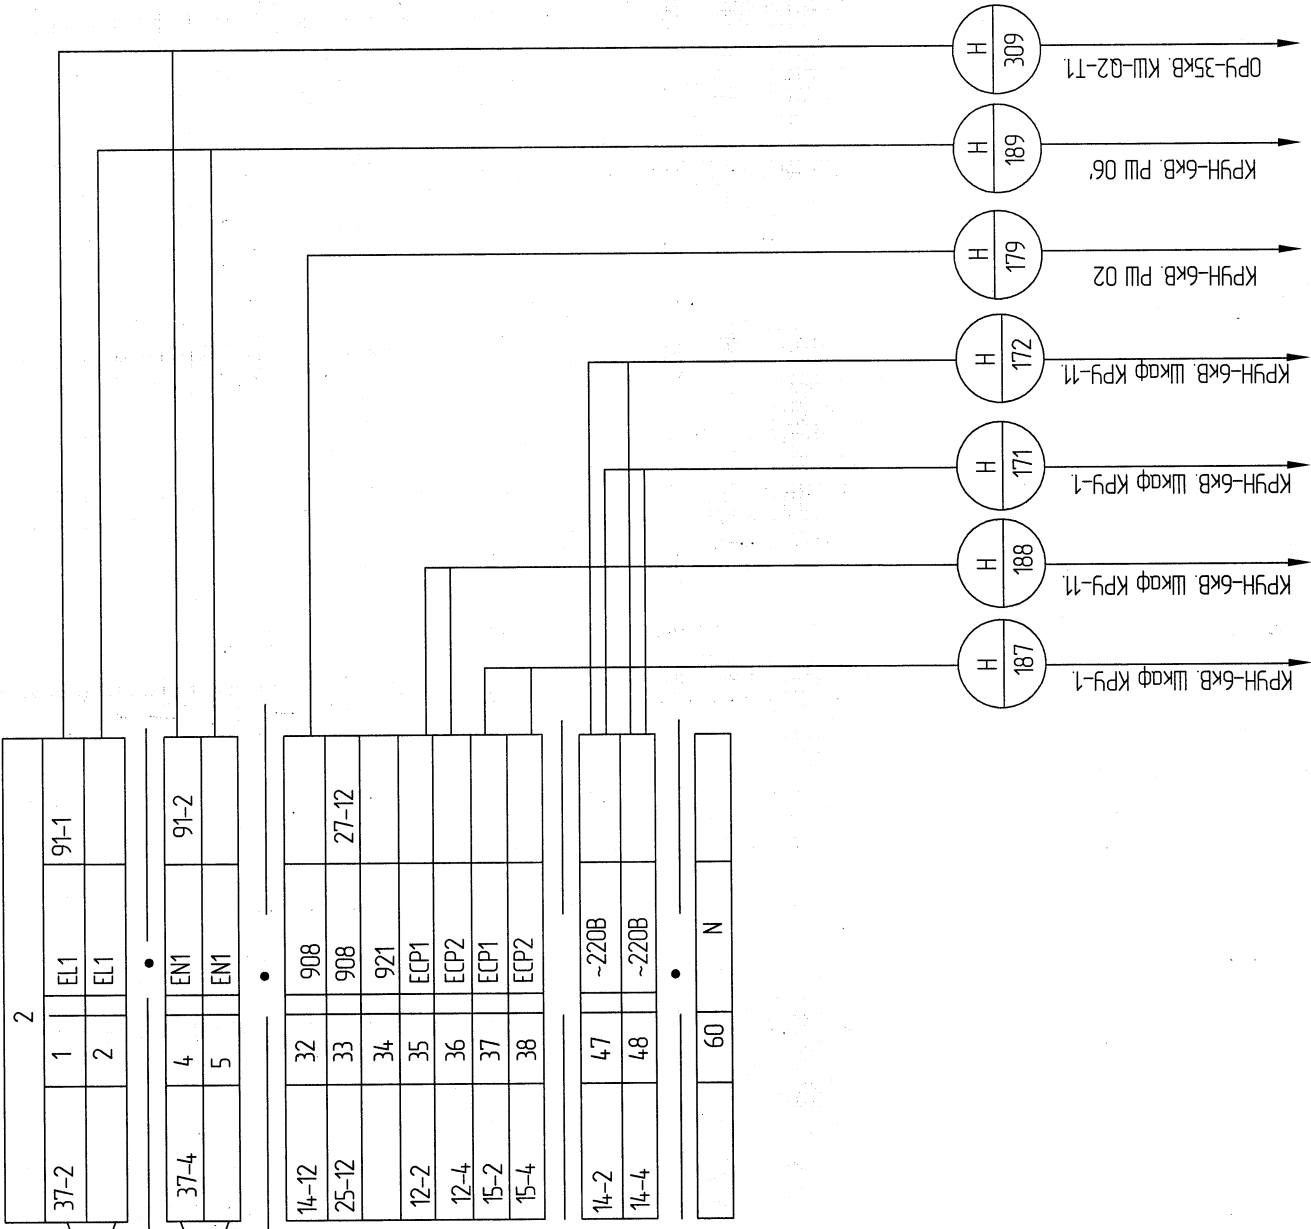 H 309
ОРУ-35кВ. КШ-Q2-Т1.
H 189
КРУН-6кВ. РШ 06'
H 179
КРУН-6кВ. РШ 02
H 172
КРУН-6кВ. Шкаф КРУ-11.
H 171
КРУН-6кВ. Шкаф КРУ-1.
H 188
КРУН-6кВ. Шкаф КРУ-11.
H 187
КРУН-6кВ. Шкаф КРУ-1.
2
37-2 1 EL1 91-1
2 EL1
37-4 4 EN1 91-2
5 EN1
14-12 32 908
25-12 33 908 27-12
34 921
12-2 35 ECP1
12-4 36 ECP2
15-2 37 ECP1
15-4 38 ECP2
14-2 47 ~220В
14-4 48 ~220В
60 N